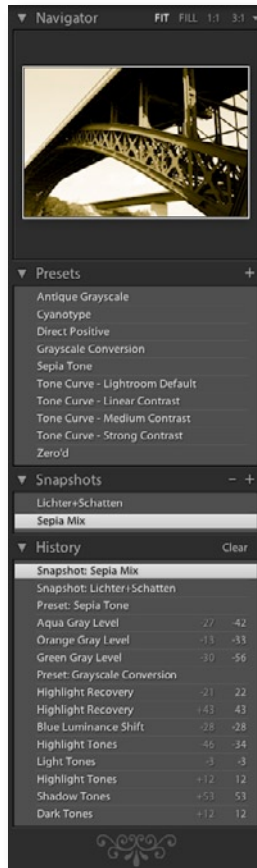 Navigator FIT FILL 1:1 3:1
Presets +
Antique Grayscale
Cyanotype
Direct Positive
Grayscale Conversion
Sepia Tone
Tone Curve - Lightroom Default
Tone Curve - Linear Contrast
Tone Curve - Medium Contrast
Tone Curve - Strong Contrast
Zero'd
Snapshots - +
Lichter+Schatten
Sepia Mix
History Clear
Snapshot: Sepia Mix
Snapshot: Lichter+Schatten
Preset: Sepia Tone
Aqua Gray Level 27 -42
Orange Gray Level -13 -33
Green Gray Level -30 -56
Preset: Grayscale Conversion
Highlight Recovery -21 22
Highlight Recovery +43 43
Blue Luminance Shift -28 -28
Highlight Tones -46 -34
Light Tones -3 -3
Highlight Tones +12 12
Shadow Tones +53 53
Dark Tones +12 12